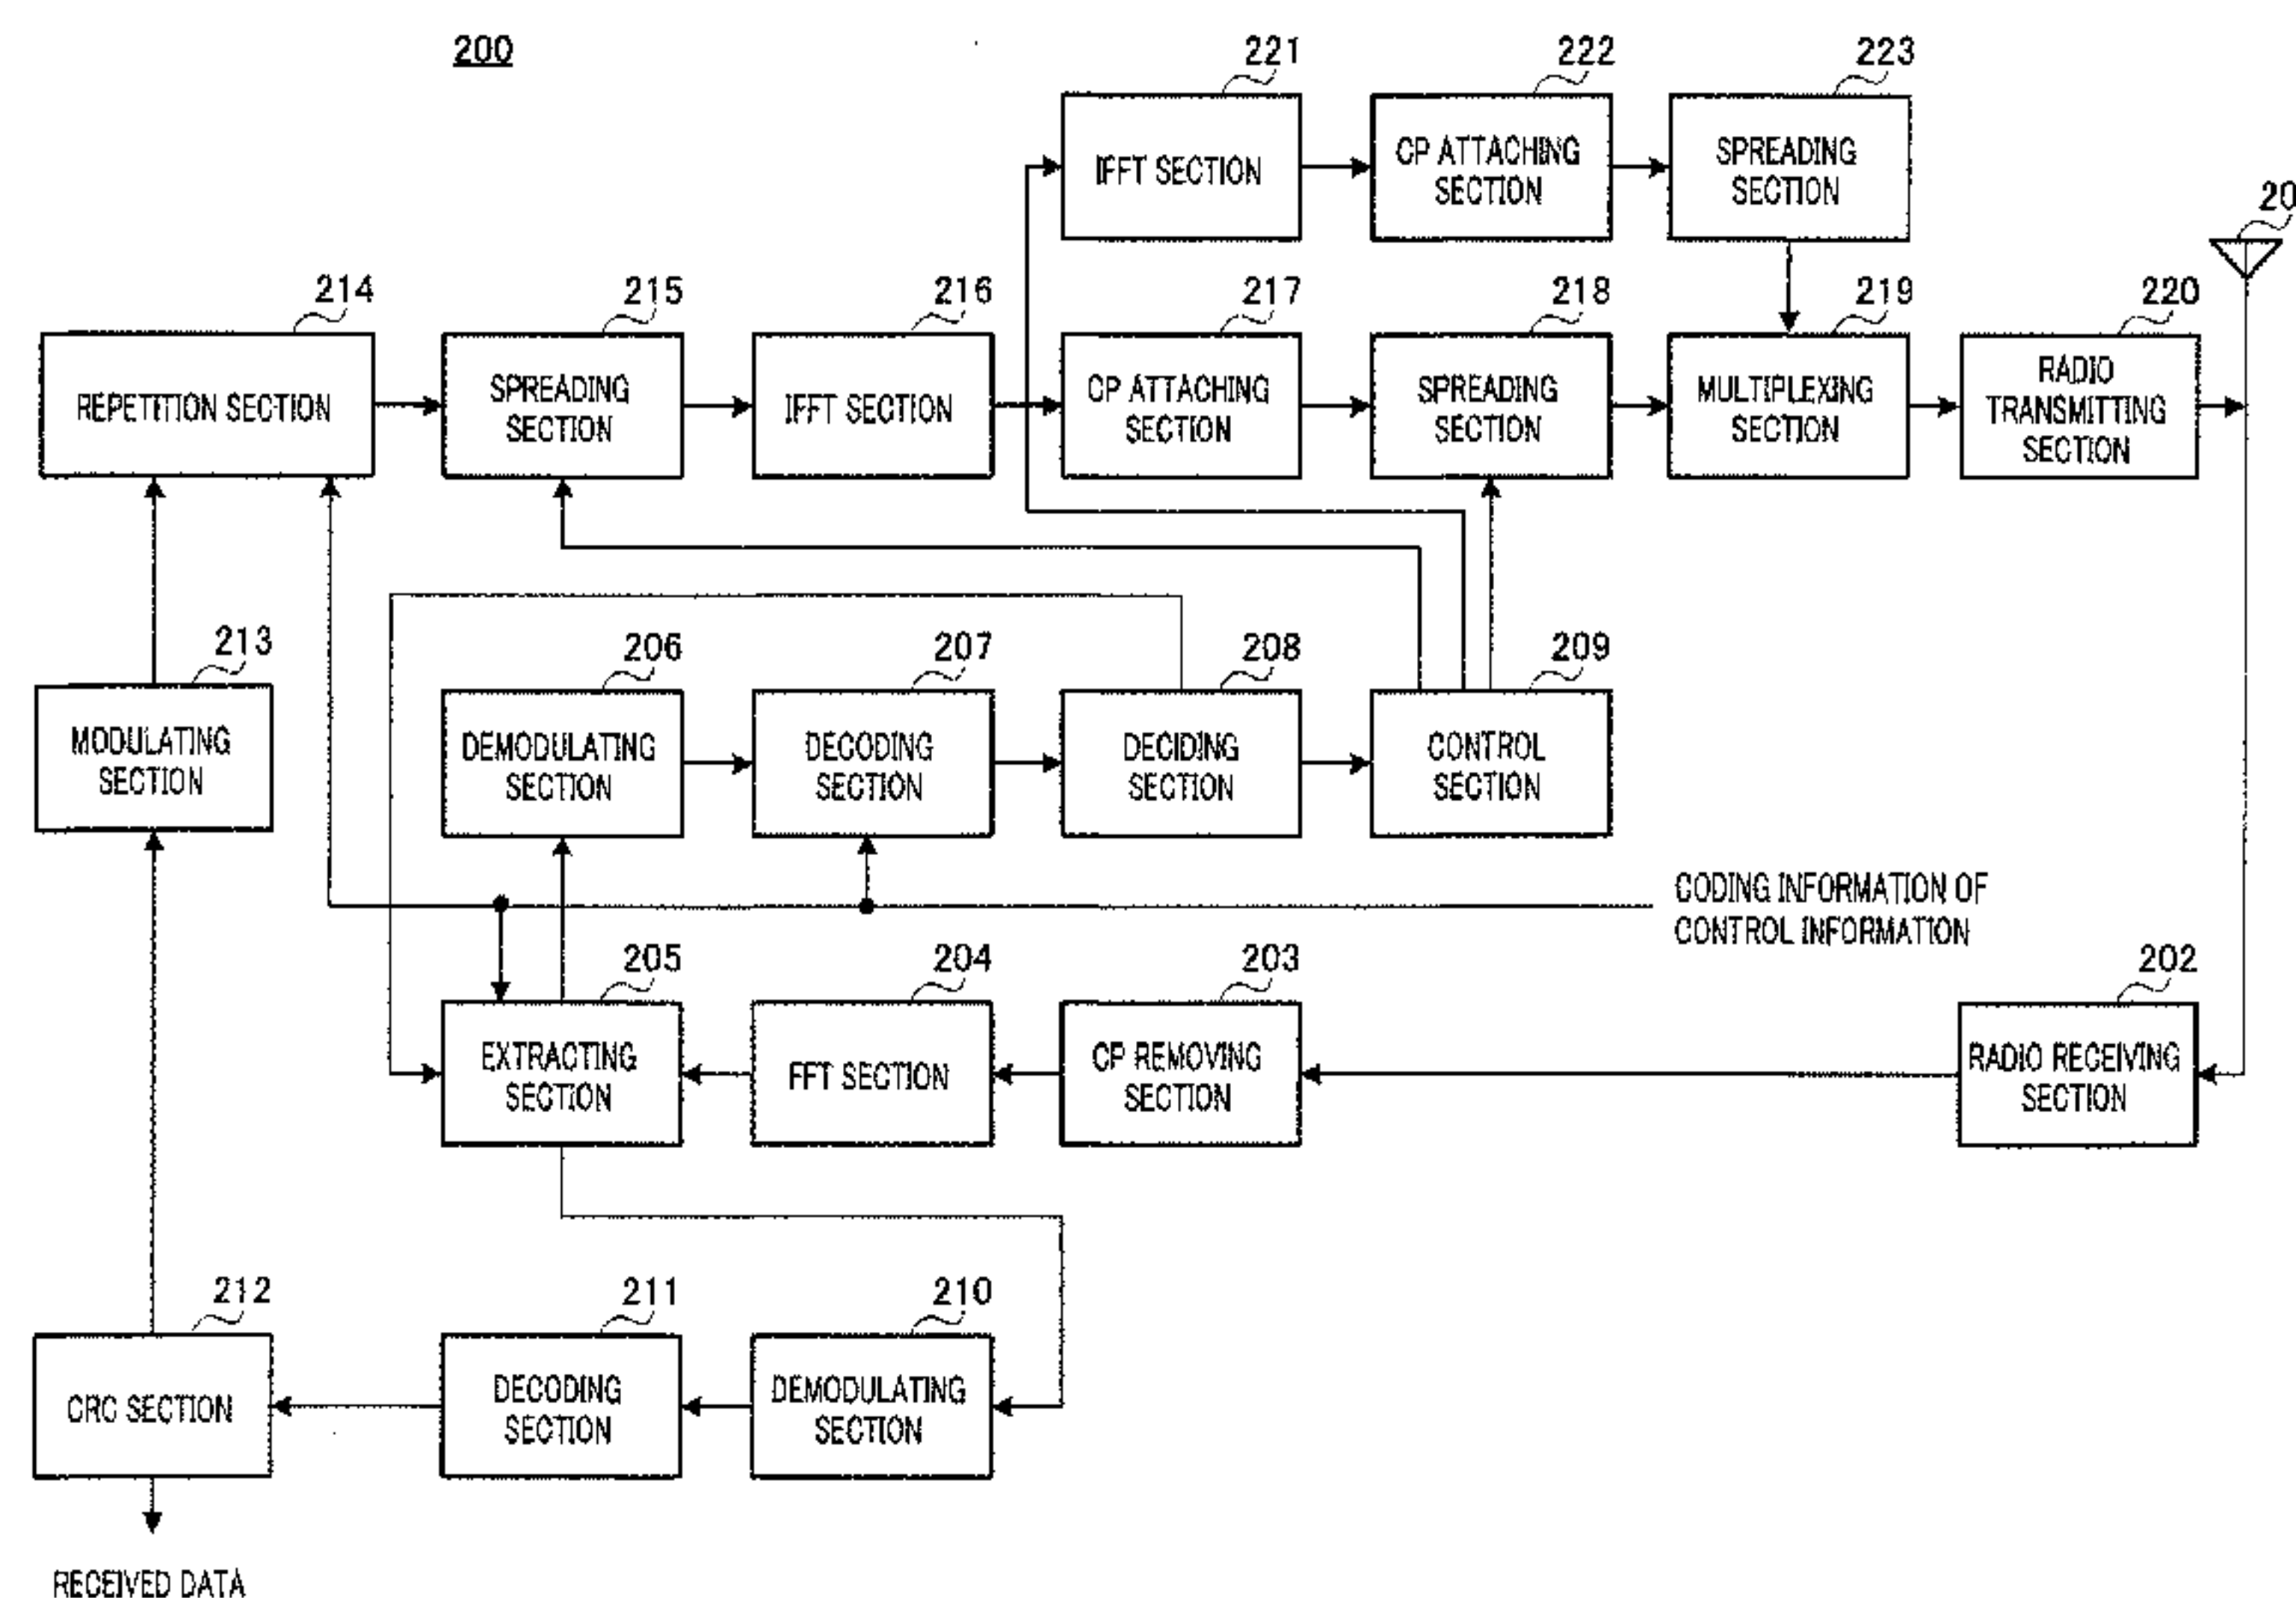 200
221
222
223
IFFT SECTION
CP ATTACHING
SECTION
SPREADING
SECTION
20
214
215
216
217
218
219
220
REPETITION SECTION
SPREADING
SECTION
IFFT SECTION
CP ATTACHING
SECTION
SPREADING
SECTION
MULTIPLEXING
SECTION
RADIO
TRANSMITTING
SECTION
213
206
207
208
209
MODULATING
SECTION
DEMODULATING
SECTION
DECODING
SECTION
DECIDING
SECTION
CONTROL
SECTION
CODING INFORMATION OF
CONTROL INFORMATION
205
204
203
202
EXTRACTING
SECTION
FFT SECTION
CP REMOVING
SECTION
RADIO RECEIVING
SECTION
212
211
210
CRC SECTION
DECODING
SECTION
DEMODULATING
SECTION
RECEIVED DATA